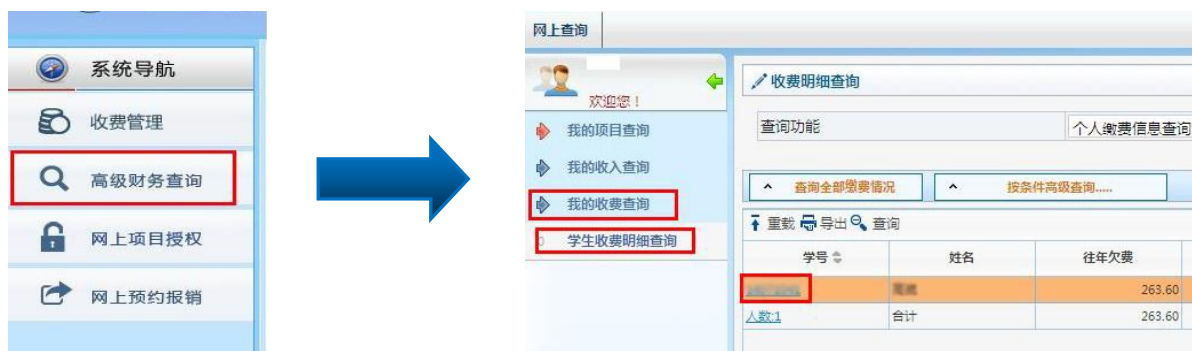 系统导航
收费管理
高级财务查询
网上项目授权
网上预约报销
网上查询
欢迎您！
我的项目查询
我的收入查询
我的收费查询
学生收费明细查询
收费明细查询
查询功能 个人缴费信息查询
查询全部缴费情况 按条件高级查询.....
重载 导出 查询
学号 姓名 往年欠费
263.60
人数:1 合计 263.60